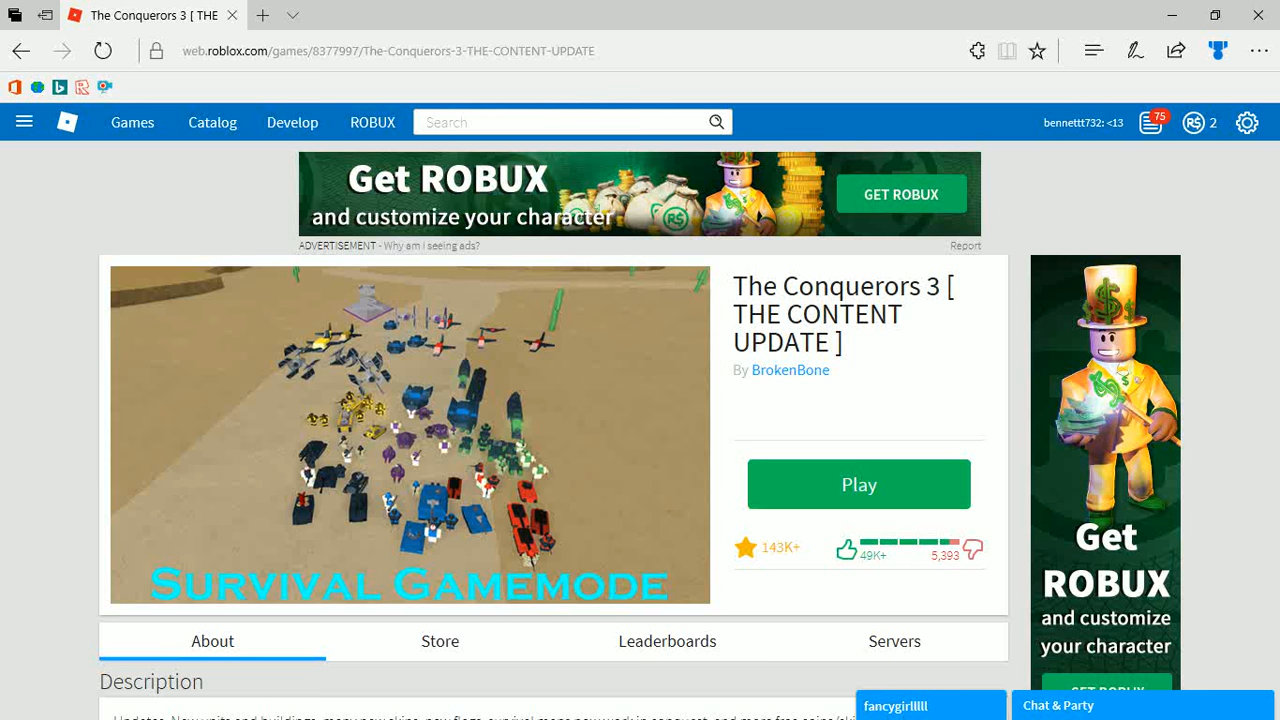 The Conquerors 3 [ THE
web.roblox.com/games/8377997/The-Conquerors-3-THE-CONTENT-UPDATE
Games Catalog Develop ROBUX Search bennettt732: <13 75 R$ 2
Get ROBUX
and customize your character
GET ROBUX
ADVERTISEMENT - Why am I seeing ads? Report
The Conquerors 3 [
THE CONTENT
UPDATE ]
By BrokenBone
Play
143K+ 49K+ 5,393
SURVIVAL GAMEMODE
Get
ROBUX
and customize
your character
GET ROBUX
About Store Leaderboards Servers
Description
fancygirlllll Chat & Party